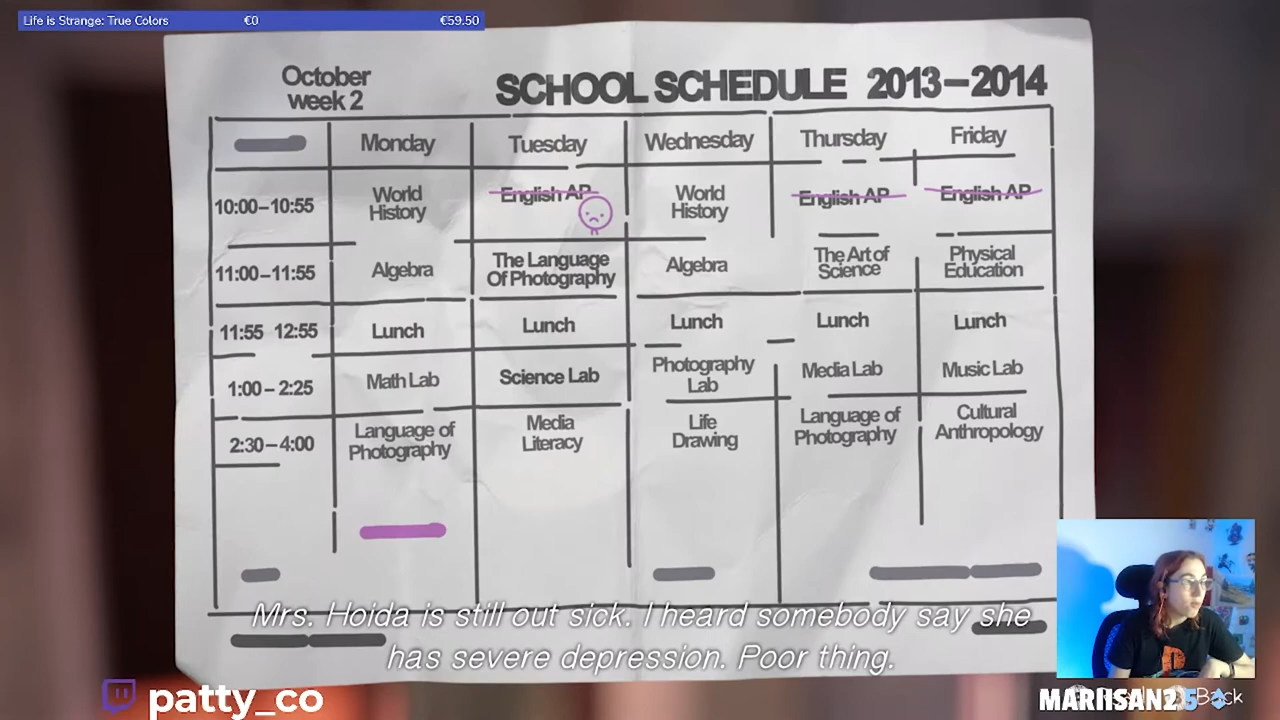 Life is Strange: True Colors €0 €59.50
October
week 2
SCHOOL SCHEDULE 2013–2014
Monday Tuesday Wednesday Thursday Friday
10:00–10:55 World History English AP World History English AP English AP
11:00–11:55 Algebra The Language Of Photography Algebra The Art of Science Physical Education
11:55 12:55 Lunch Lunch Lunch Lunch Lunch
1:00–2:25 Math Lab Science Lab Photography Lab Media Lab Music Lab
2:30–4:00 Language of Photography Media Literacy Life Drawing Language of Photography Cultural Anthropology
Mrs. Hoida is still out sick. I heard somebody say she
has severe depression. Poor thing.
patty_co
MARIISAN25
Back